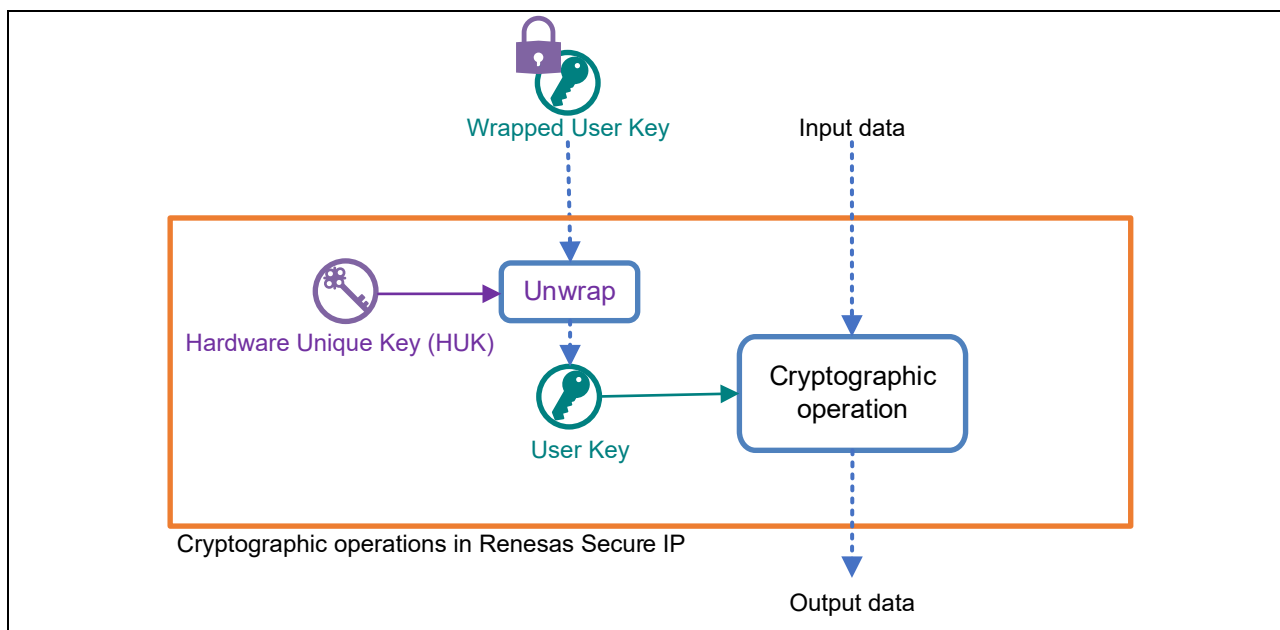 Wrapped User Key
Input data
Unwrap
Hardware Unique Key (HUK)
Cryptographic
operation
User Key
Cryptographic operations in Renesas Secure IP
Output data